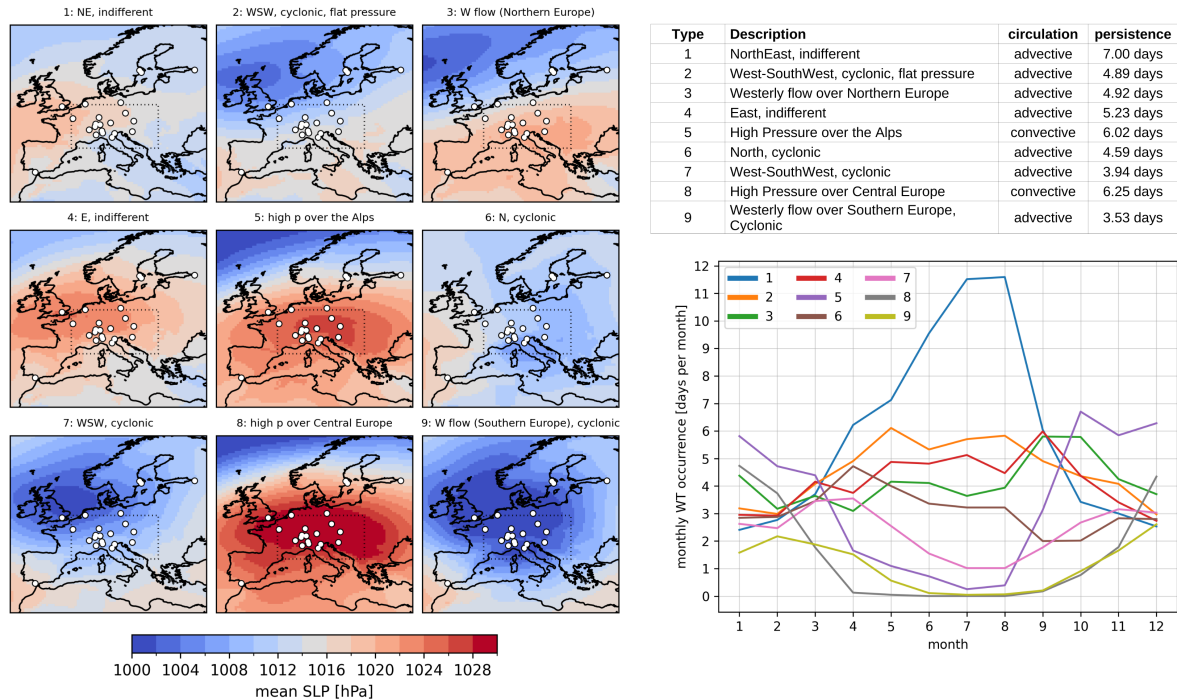 1: NE, indifferent
2: WSW, cyclonic, flat pressure
3: W flow (Northern Europe)
4: E, indifferent
5: high p over the Alps
6: N, cyclonic
7: WSW, cyclonic
8: high p over Central Europe
9: W flow (Southern Europe), cyclonic
1000 1004 1008 1012 1016 1020 1024 1028
mean SLP [hPa]
Type Description circulation persistence
1 NorthEast, indifferent advective 7.00 days
2 West-SouthWest, cyclonic, flat pressure advective 4.89 days
3 Westerly flow over Northern Europe advective 4.92 days
4 East, indifferent advective 5.23 days
5 High Pressure over the Alps convective 6.02 days
6 North, cyclonic advective 4.59 days
7 West-SouthWest, cyclonic advective 3.94 days
8 High Pressure over Central Europe convective 6.25 days
9 Westerly flow over Southern Europe,
Cyclonic advective 3.53 days
monthly WT occurrence [days per month]
12
11
10
9
8
7
6
5
4
3
2
1
0
1 4 7
2 5 8
3 6 9
1 2 3 4 5 6 7 8 9 10 11 12
month